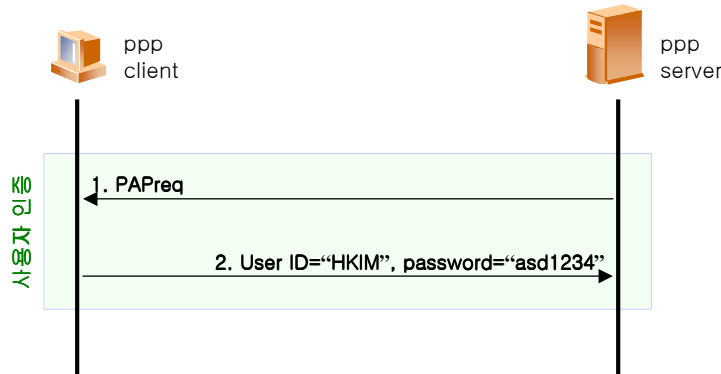 ppp
client
ppp
server
사용자 인증
1. PAPreq
2. User ID=“HKIM”, password=“asd1234”